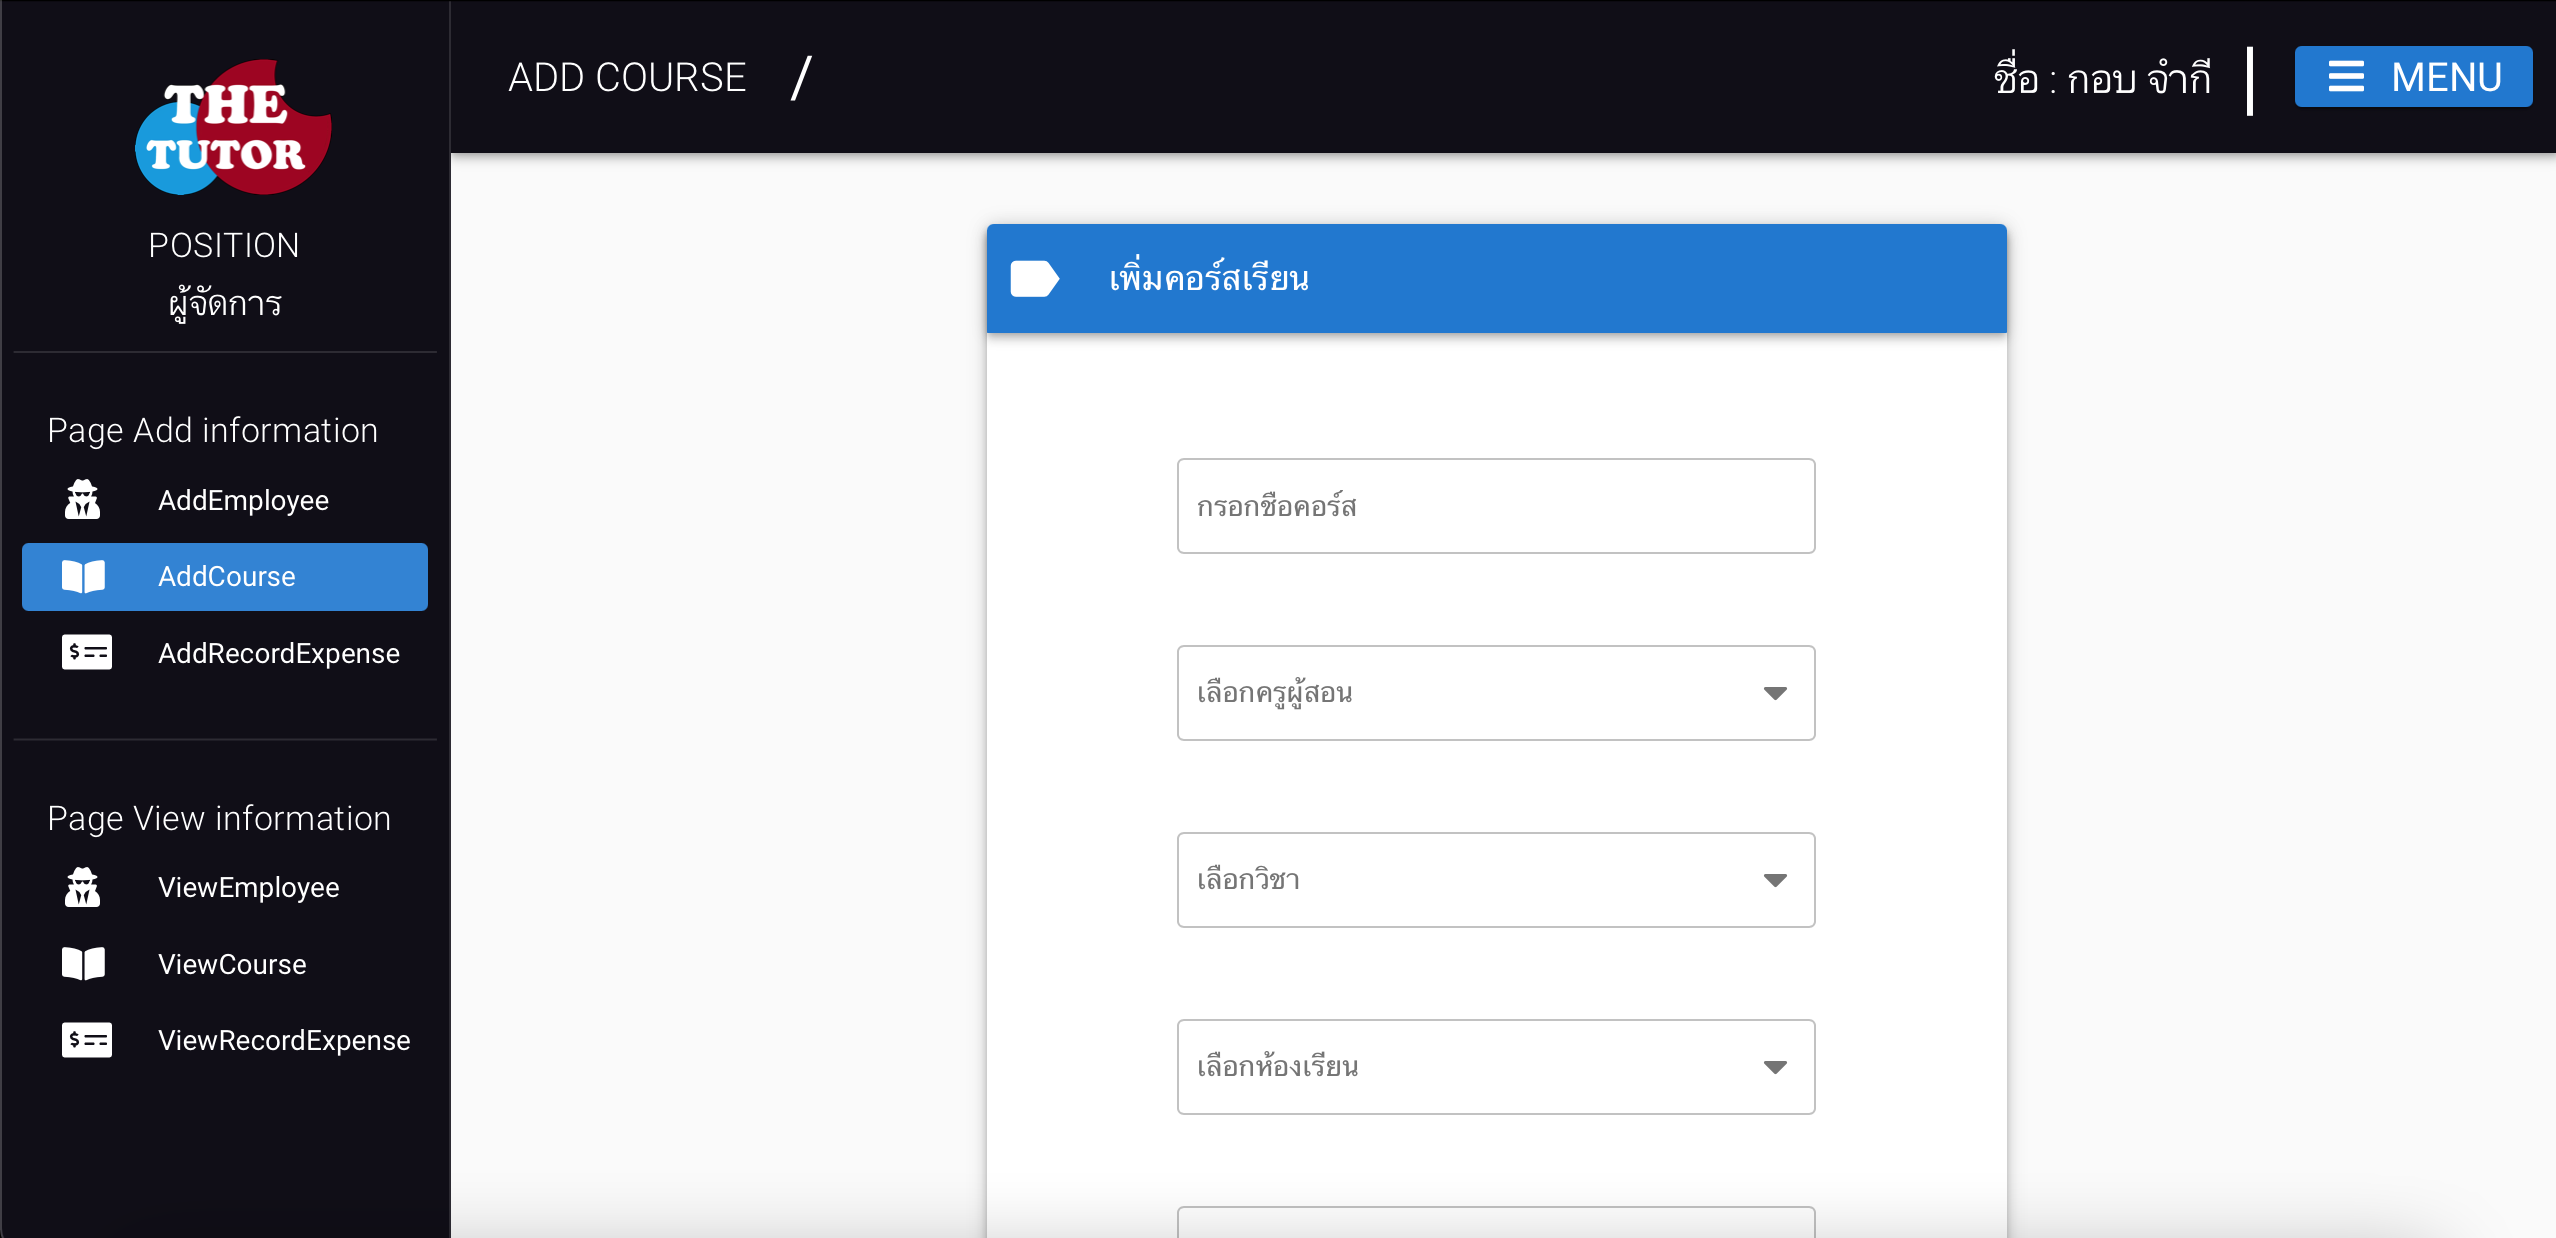 THE
TUTOR
POSITION
ผู้จัดการ
Page Add information
AddEmployee
AddCourse
AddRecordExpense
Page View information
ViewEmployee
ViewCourse
ViewRecordExpense
ADD COURSE /
ชื่อ : กอบ จำกี
MENU
เพิ่มคอร์สเรียน
กรอกชื่อคอร์ส
เลือกครูผู้สอน
เลือกวิชา
เลือกห้องเรียน